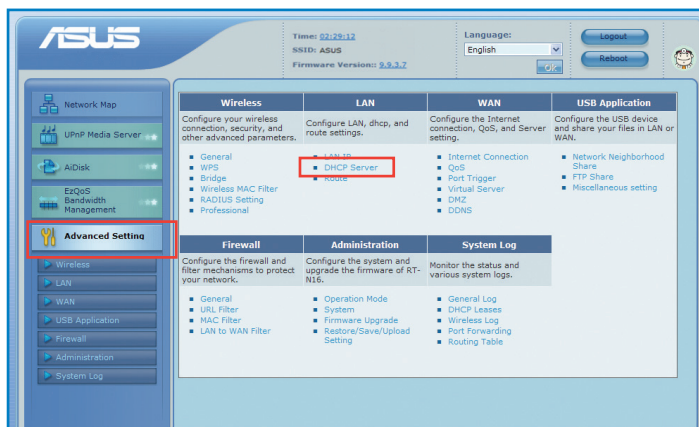 ASUS
Time: 02:29:12
SSID: ASUS
Firmware Version:: 9.9.3.7
Language:
English
OK
Logout
Reboot
Network Map
UPnP Media Server
AiDisk
EzQoS
Bandwidth
Management
Advanced Setting
Wireless
LAN
WAN
USB Application
Firewall
Administration
System Log
Wireless
Configure your wireless
connection, security, and
other advanced parameters.
General
WPS
Bridge
Wireless MAC Filter
RADIUS Setting
Professional
LAN
Configure LAN, dhcp, and
route settings.
LAN IP
DHCP Server
Route
WAN
Configure the Internet
connection, QoS, and Server
setting.
Internet Connection
QoS
Port Trigger
Virtual Server
DMZ
DDNS
USB Application
Configure the USB device
and share your files in LAN or
WAN.
Network Neighborhood
Share
FTP Share
Miscellaneous setting
Firewall
Configure the firewall and
filter mechanisms to protect
your network.
General
URL Filter
MAC Filter
LAN to WAN Filter
Administration
Configure the system and
upgrade the firmware of RT-
N16.
Operation Mode
System
Firmware Upgrade
Restore/Save/Upload
Setting
System Log
Monitor the status and
various system logs.
General Log
DHCP Leases
Wireless Log
Port Forwarding
Routing Table